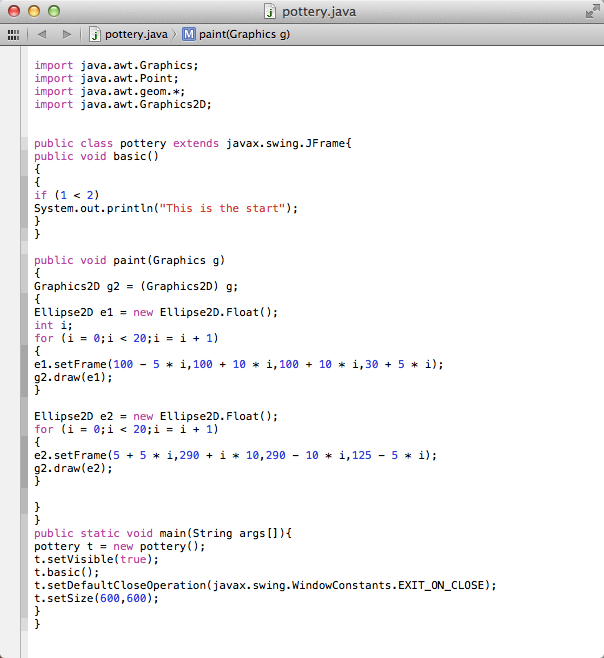 pottery.java
pottery.java M paint(Graphics g)
import java.awt.Graphics;
import java.awt.Point;
import java.awt.geom.*;
import java.awt.Graphics2D;
public class pottery extends javax.swing.JFrame{
public void basic()
{
{
if (1 < 2)
System.out.println("This is the start");
}
}
public void paint(Graphics g)
{
Graphics2D g2 = (Graphics2D) g;
{
Ellipse2D e1 = new Ellipse2D.Float();
int i;
for (i = 0;i < 20;i = i + 1)
{
e1.setFrame(100 - 5 * i,100 + 10 * i,100 + 10 * i,30 + 5 * i);
g2.draw(e1);
}
Ellipse2D e2 = new Ellipse2D.Float();
for (i = 0;i < 20;i = i + 1)
{
e2.setFrame(5 + 5 * i,290 + i * 10,290 - 10 * i,125 - 5 * i);
g2.draw(e2);
}
}
}
public static void main(String args[]){
pottery t = new pottery();
t.setVisible(true);
t.basic();
t.setDefaultCloseOperation(javax.swing.WindowConstants.EXIT_ON_CLOSE);
t.setSize(600,600);
}
}